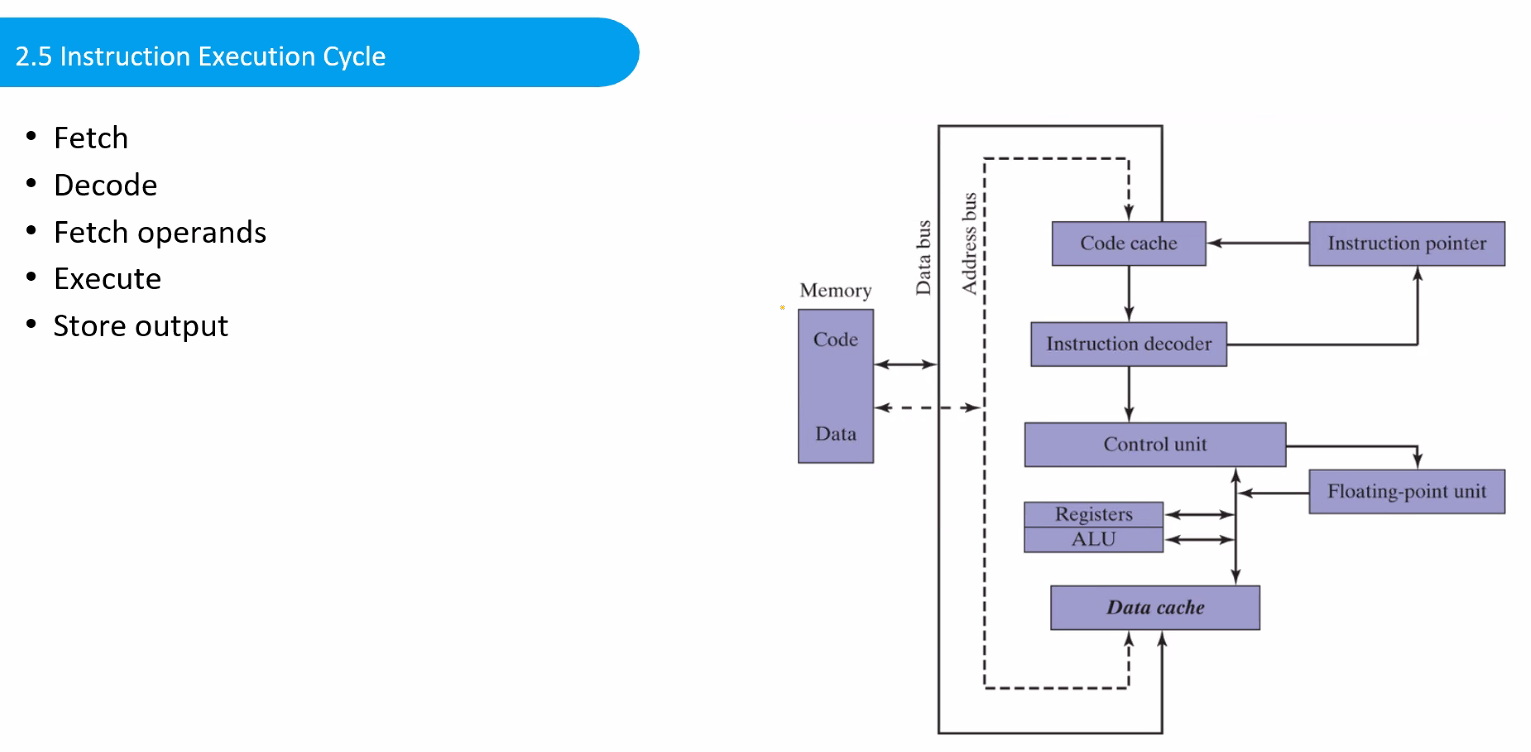 2.5 Instruction Execution Cycle
• Fetch
• Decode
• Fetch operands
• Execute
• Store output
Data bus
Address bus
Code cache
Instruction pointer
Memory
Code
Data
Instruction decoder
Control unit
Floating-point unit
Registers
ALU
Data cache